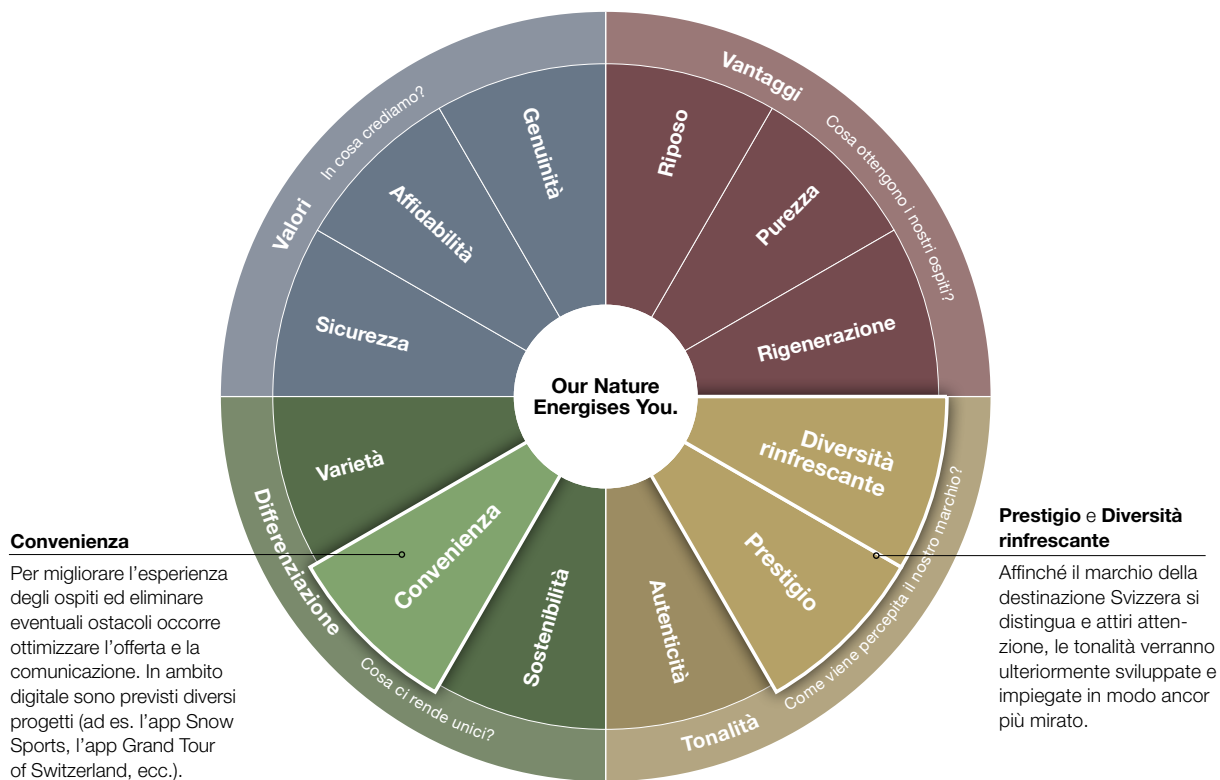 Valori
In cosa crediamo?
Genuinità
Affidabilità
Sicurezza
Vantaggi
Cosa ottengono i nostri ospiti?
Riposo
Purezza
Rigenerazione
Our Nature
Energises You.
Differenziazione
Cosa ci rende unici?
Varietà
Convenienza
Sostenibilità
Tonalità
Come viene percepita il nostro marchio?
Diversità
rinfrescante
Prestigio
Autenticità
Convenienza
Per migliorare l’esperienza
degli ospiti ed eliminare
eventuali ostacoli occorre
ottimizzare l’offerta e la
comunicazione. In ambito
digitale sono previsti diversi
progetti (ad es. l’app Snow
Sports, l’app Grand Tour
of Switzerland, ecc.).
Prestigio e Diversità
rinfrescante
Affinché il marchio della
destinazione Svizzera si
distingua e attiri atten-
zione, le tonalità verranno
ulteriormente sviluppate e
impiegate in modo ancor
più mirato.